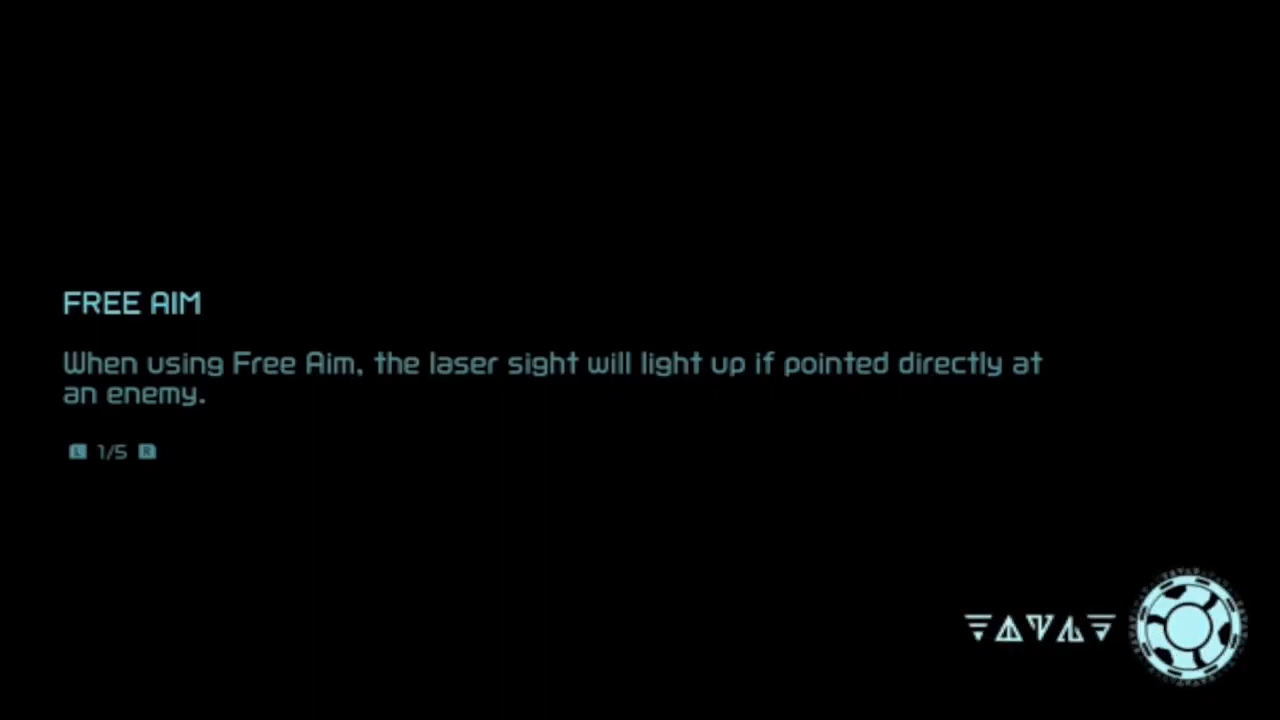 FREE AIM
When using Free Aim, the laser sight will light up if pointed directly at
an enemy.
L 1/5 R